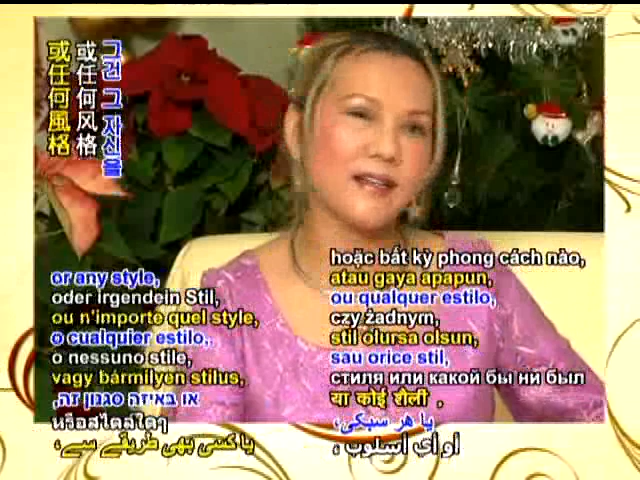 或任何風格
或任何风格
그건 그 자신을
or any style,
oder irgendein Stil,
ou n'importe quel style,
o cualquier estilo,.
o nessuno stile,
vagy bármilyen stílus,
או באיזה סגנון זה,
หรือสไตล์ใดๆ
یا کسی بھی طریقے سے،
hoặc bất kỳ phong cách nào,
atau gaya apapun,
ou qualquer estilo,
czy żadnym,
stil olursa olsun,
sau orice stil,
стиля или какой бы ни был
या कोई शैली .
یا هر سبکی،
أو أي أسلوب ،